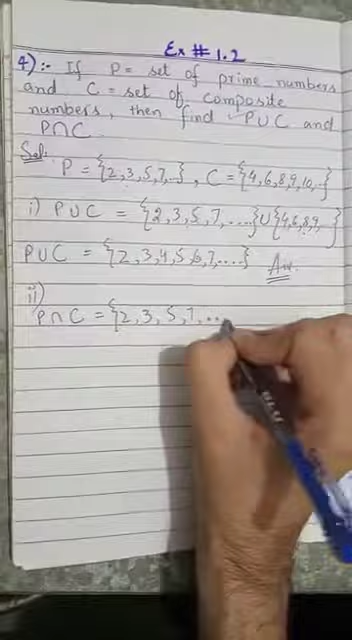 Ex # 1.2
4) :- If P = set of prime numbers
and C = set of composite
numbers, then find PUC and
P∩C.
Sol:
P = {2,3,5,7,..} , C = {4,6,8,9,10,..}
i) P∪C = {2,3,5,7,....}∪{4,6,8,9,..}
P∪C = {2,3,4,5,6,7,....} Ans.
ii)
P∩C = {2,3,5,7,...